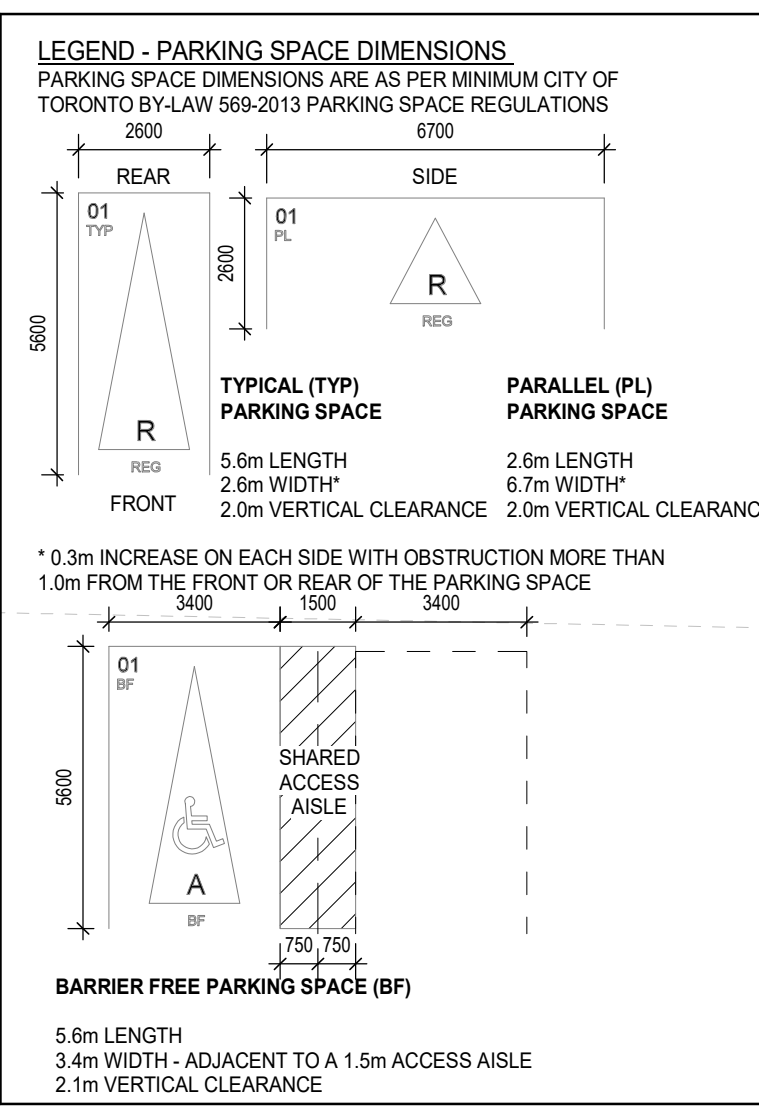 LEGEND - PARKING SPACE DIMENSIONS
PARKING SPACE DIMENSIONS ARE AS PER MINIMUM CITY OF
TORONTO BY-LAW 569-2013 PARKING SPACE REGULATIONS
2600
6700
REAR
SIDE
01
TYP
01
PL
2600
5600
R
REG
R
REG
FRONT
TYPICAL (TYP)
PARKING SPACE
5.6m LENGTH
2.6m WIDTH*
2.0m VERTICAL CLEARANCE
PARALLEL (PL)
PARKING SPACE
2.6m LENGTH
6.7m WIDTH*
2.0m VERTICAL CLEARANC
* 0.3m INCREASE ON EACH SIDE WITH OBSTRUCTION MORE THAN
1.0m FROM THE FRONT OR REAR OF THE PARKING SPACE
3400
1500
3400
01
BF
5600
SHARED
ACCESS
AISLE
A
BF
750
750
BARRIER FREE PARKING SPACE (BF)
5.6m LENGTH
3.4m WIDTH - ADJACENT TO A 1.5m ACCESS AISLE
2.1m VERTICAL CLEARANCE